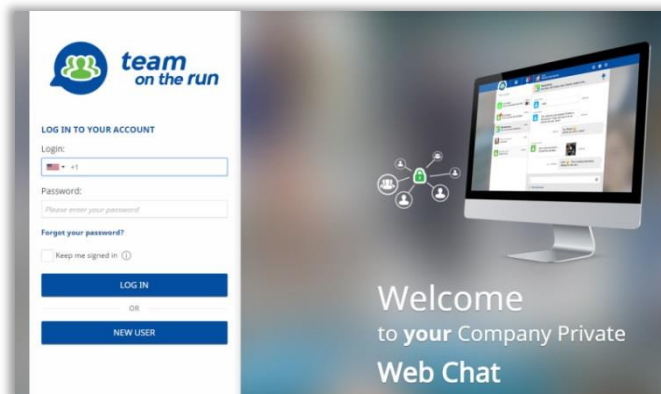 team
on the run
LOG IN TO YOUR ACCOUNT
Login:
+1
Password:
Please enter your password
Forgot your password?
Keep me signed in
LOG IN
OR
NEW USER
Welcome
to your Company Private
Web Chat